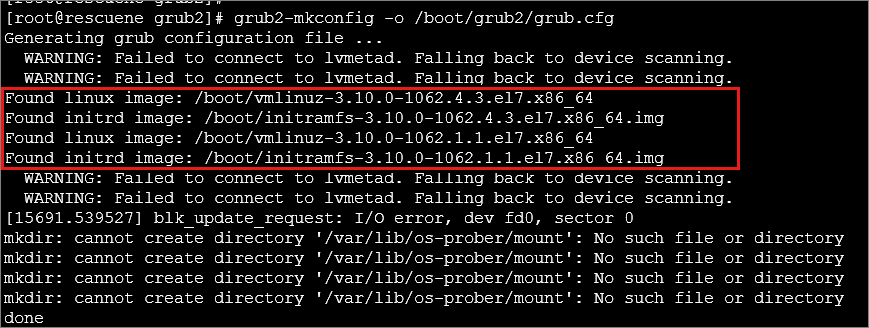 [root@rescuene grub2]#
[root@rescuene grub2]# grub2-mkconfig -o /boot/grub2/grub.cfg
Generating grub configuration file ...
  WARNING: Failed to connect to lvmetad. Falling back to device scanning.
  WARNING: Failed to connect to lvmetad. Falling back to device scanning.
Found linux image: /boot/vmlinuz-3.10.0-1062.4.3.el7.x86_64
Found initrd image: /boot/initramfs-3.10.0-1062.4.3.el7.x86_64.img
Found linux image: /boot/vmlinuz-3.10.0-1062.1.1.el7.x86_64
Found initrd image: /boot/initramfs-3.10.0-1062.1.1.el7.x86_64.img
  WARNING: Failed to connect to lvmetad. Falling back to device scanning.
  WARNING: Failed to connect to lvmetad. Falling back to device scanning.
[15691.539527] blk_update_request: I/O error, dev fd0, sector 0
mkdir: cannot create directory '/var/lib/os-prober/mount': No such file or directory
mkdir: cannot create directory '/var/lib/os-prober/mount': No such file or directory
mkdir: cannot create directory '/var/lib/os-prober/mount': No such file or directory
mkdir: cannot create directory '/var/lib/os-prober/mount': No such file or directory
done